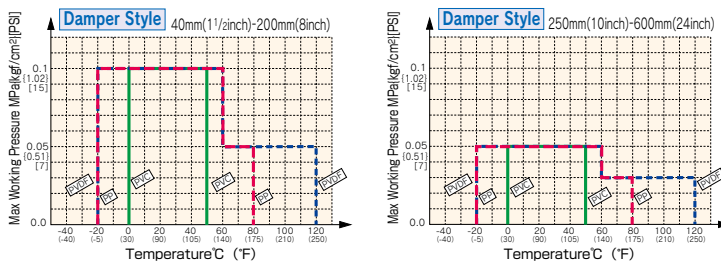 Damper Style 40mm(1 1/2inch)-200mm(8inch)
Max Working Pressure MPa[kgf/cm2][PSI]
0.1
{1.02}
[15]
0.05
{0.51}
[7]
0.0
PVDF
PP
PVC
PVC
PP
PVDF
-40 -20 0 20 40 60 80 100 120
(-40) (-5) (30) (90) (105) (140) (175) (210) (250)
Temperature℃ (°F)
Damper Style 250mm(10inch)-600mm(24inch)
Max Working Pressure MPa[kgf/cm2][PSI]
0.1
{1.02}
[15]
0.05
{0.51}
[7]
0.0
PVDF
PP
PVC
PVC
PP
PVDF
-40 -20 0 20 40 60 80 100 120
(-40) (-5) (30) (90) (105) (140) (175) (210) (250)
Temperature℃ (°F)